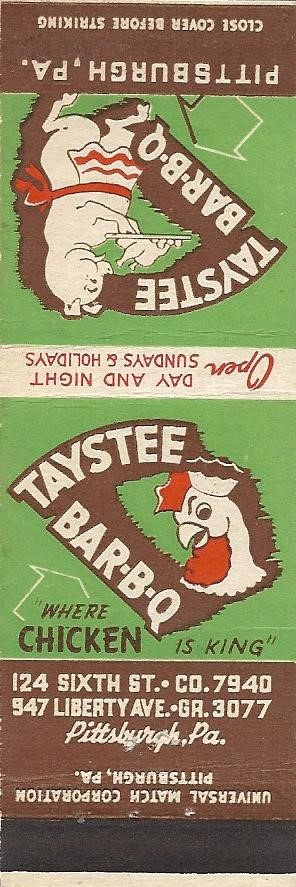 CLOSE COVER BEFORE STRIKING
PITTSBURGH, PA.
TAYSTEE
BAR-B-Q
Open DAY AND NIGHT
SUNDAYS & HOLIDAYS
TAYSTEE
BAR-B-Q
"WHERE
CHICKEN IS KING"
124 SIXTH ST. • CO.7940
947 LIBERTY AVE. • GR. 3077
Pittsburgh, Pa.
UNIVERSAL MATCH CORPORATION
PITTSBURGH, PA.